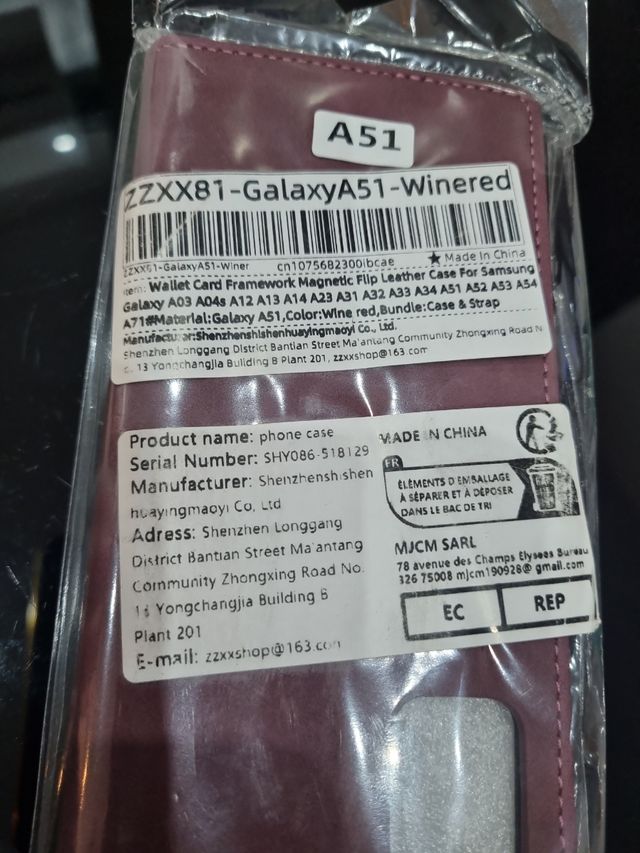 A51
ZZXX81-GalaxyA51-Winered
ZZXX81-GalaxyA51-Winer cn1075682300lbcae ★ Made In China
Item: Wallet Card Framework Magnetic Flip Leather Case For Samsung
Galaxy A03 A04s A12 A13 A14 A23 A31 A32 A33 A34 A51 A52 A53 A54
A71#Material:Galaxy A51,Color:Wine red,Bundle:Case & Strap
Manufacturer:Shenzhenshishenhuayingmaoyi Co., Ltd.
Shenzhen Longgang District Bantian Street Ma'antang Community Zhongxing Road N
o. 13 Yongchangjia Building B Plant 201, zzxxshop@163.com
Product name: phone case
Serial Number: SHY086-518129
Manufacturer: Shenzhenshishen
huayingmaoyi Co, Ltd
Adress: Shenzhen Longgang
District Bantian Street Ma'antang
Community Zhongxing Road No.
13 Yongchangjia Building B
Plant 201
E-mail: zzxxshop@163.com
MADE IN CHINA
FR
ÉLÉMENTS D'EMBALLAGE
À SÉPARER ET À DÉPOSER
DANS LE BAC DE TRI
MJCM SARL
78 avenue des Champs Elysees Bureau
326 75008 mjcm190928@gmail.com
EC REP